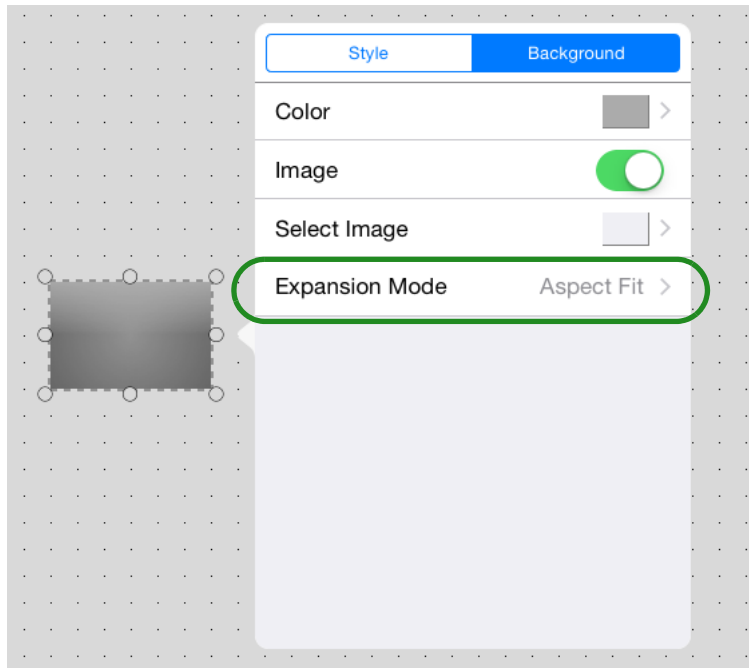 Style
Background
Color
Image
Select Image
Expansion Mode
Aspect Fit